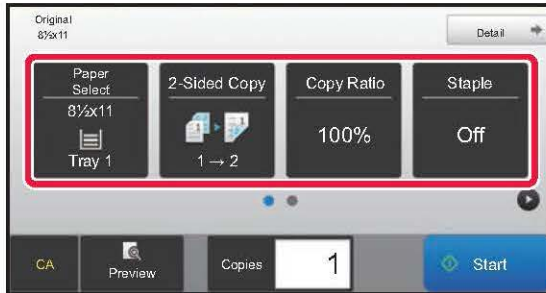 Original
8½x11
Detail
Paper
Select
8½x11
Tray 1
2-Sided Copy
1 → 2
Copy Ratio
100%
Staple
Off
CA
Preview
Copies
1
Start